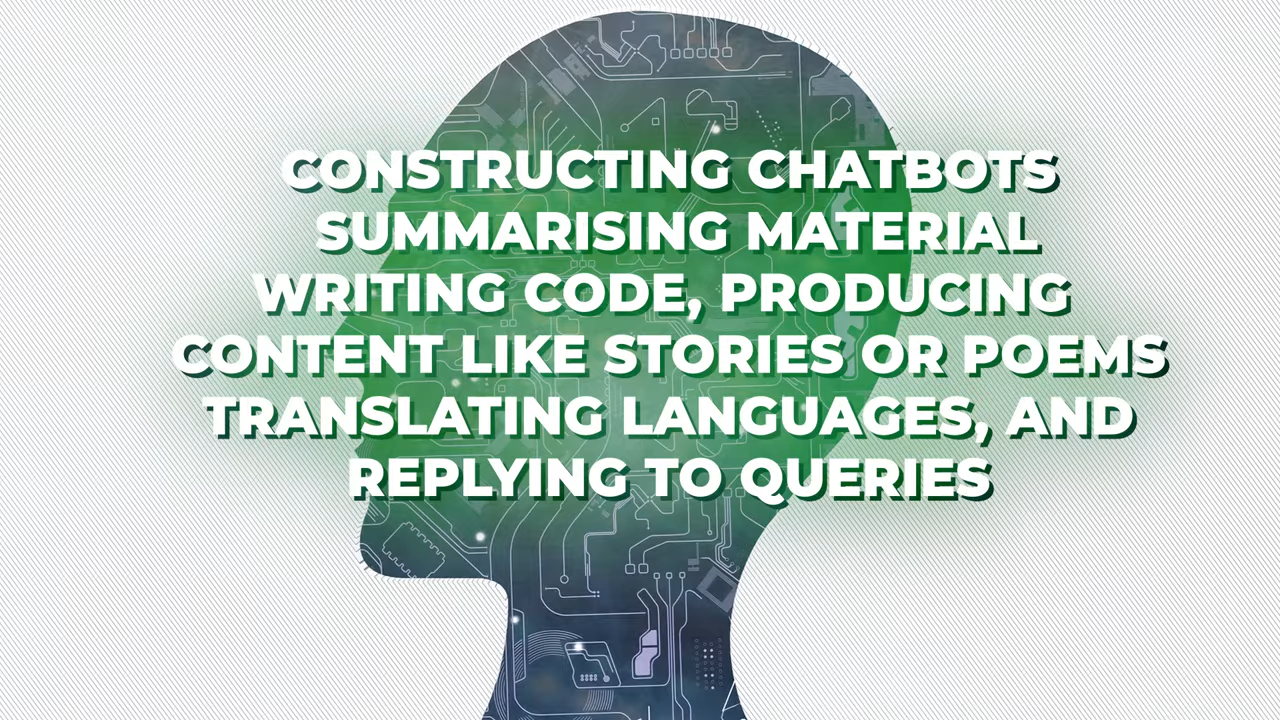 CONSTRUCTING CHATBOTS
SUMMARISING MATERIAL
WRITING CODE, PRODUCING
CONTENT LIKE STORIES OR POEMS
TRANSLATING LANGUAGES, AND
REPLYING TO QUERIES